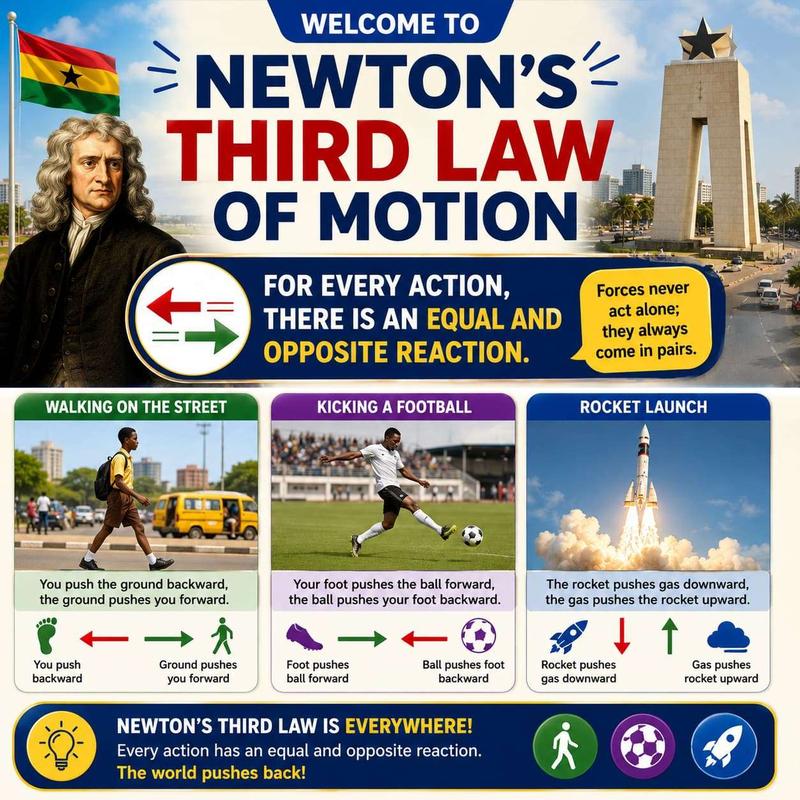 WELCOME TO
NEWTON'S
THIRD LAW
OF MOTION
FOR EVERY ACTION,
THERE IS AN EQUAL AND
OPPOSITE REACTION.
Forces never
act alone;
they always
come in pairs.
WALKING ON THE STREET
You push the ground backward,
the ground pushes you forward.
You push
backward
Ground pushes
you forward
KICKING A FOOTBALL
Your foot pushes the ball forward,
the ball pushes your foot backward.
Foot pushes
ball forward
Ball pushes foot
backward
ROCKET LAUNCH
The rocket pushes gas downward,
the gas pushes the rocket upward.
Rocket pushes
gas downward
Gas pushes
rocket upward
NEWTON'S THIRD LAW IS EVERYWHERE!
Every action has an equal and opposite reaction.
The world pushes back!